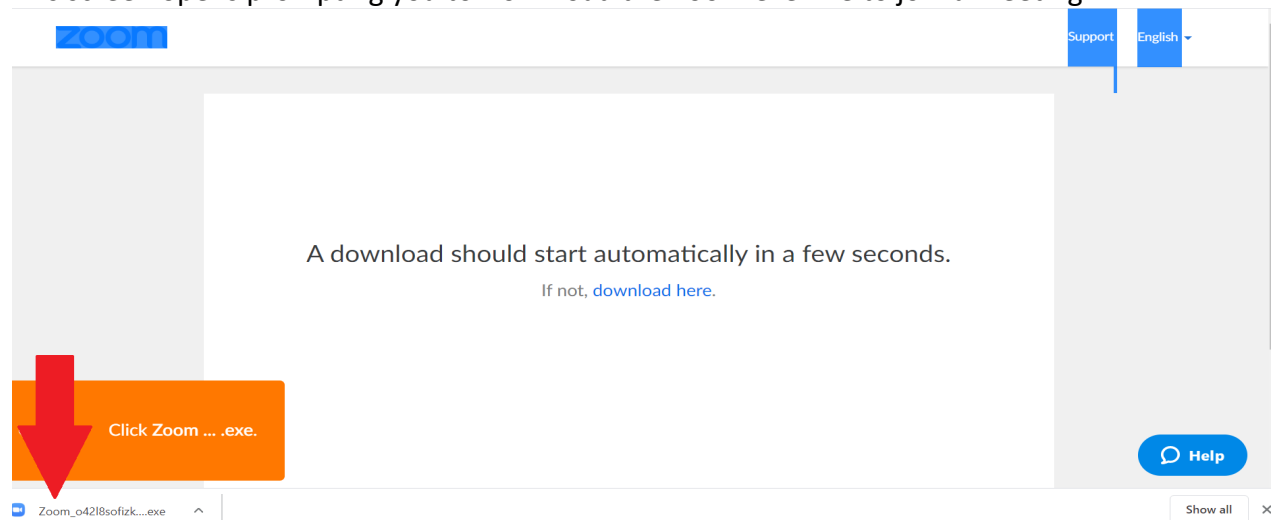 zoom
Support English
A download should start automatically in a few seconds.
If not, download here.
Click Zoom ... .exe.
Help
Zoom_o42l8sofizk....exe
Show all